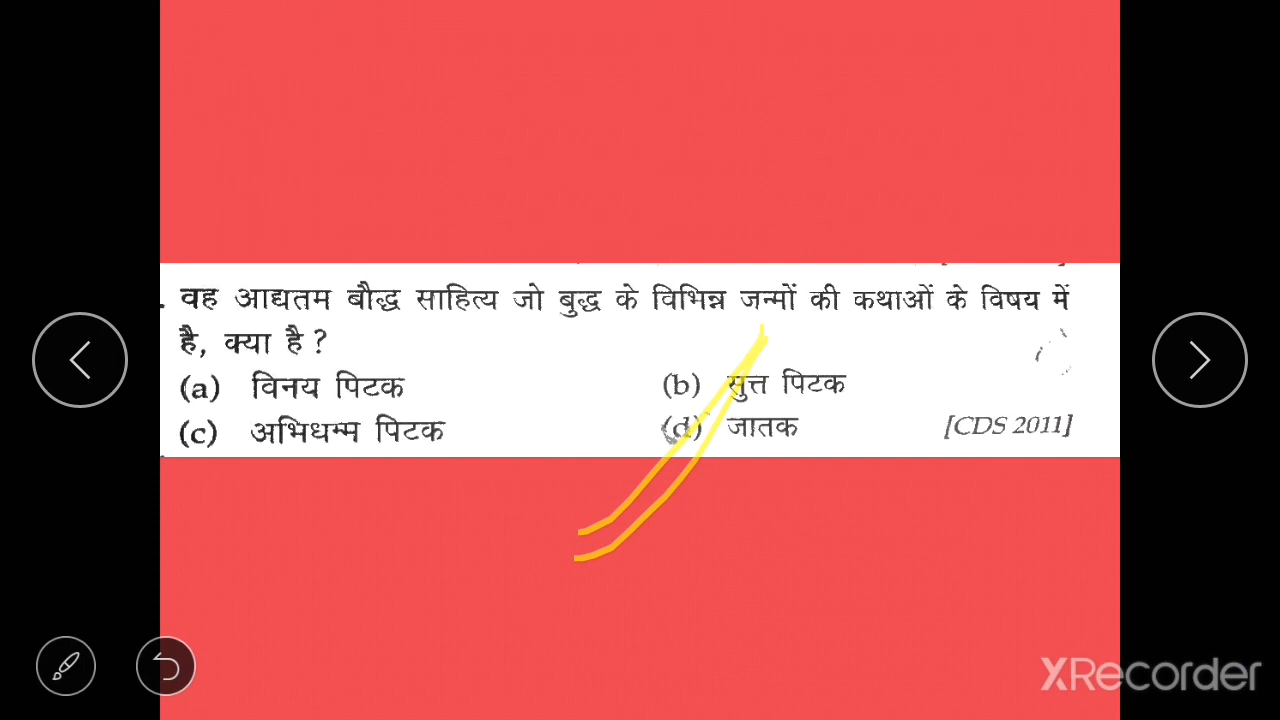 . वह आद्यतम बौद्ध साहित्य जो बुद्ध के विभिन्न जन्मों की कथाओं के विषय में
है, क्या है ?
(a) विनय पिटक (b) सुत्त पिटक
(c) अभिधम्म पिटक (d) जातक [CDS 2011]
XRecorder